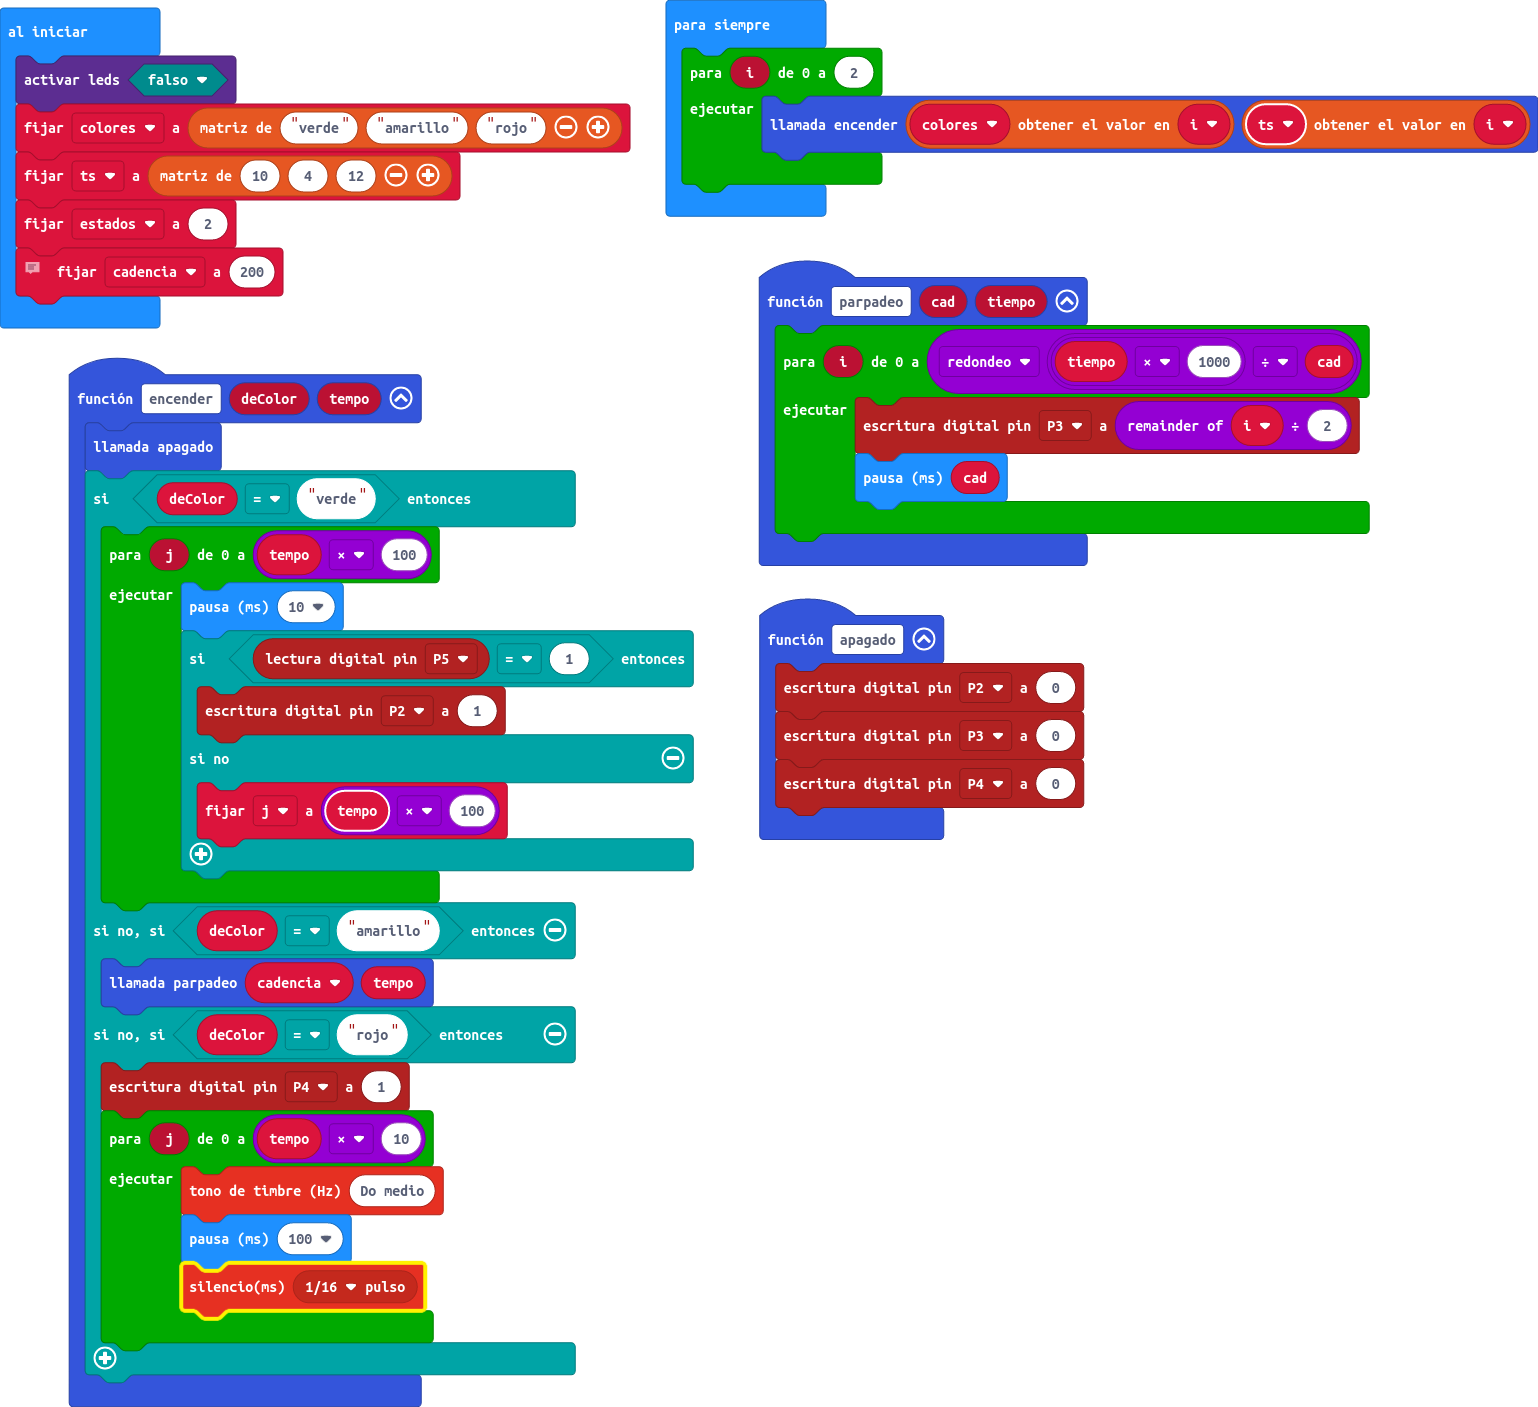 al iniciar
activar leds falso
fijar colores a matriz de "verde" "amarillo" "rojo"
fijar ts a matriz de 10 4 12
fijar estados a 2
fijar cadencia a 200
para siempre
para i de 0 a 2
ejecutar llamada encender colores obtener el valor en i ts obtener el valor en i
función encender deColor tempo
llamada apagado
si deColor = "verde" entonces
para j de 0 a tempo × 100
ejecutar
pausa (ms) 10
si lectura digital pin P5 = 1 entonces
escritura digital pin P2 a 1
si no
fijar j a tempo × 100
si no, si deColor = "amarillo" entonces
llamada parpadeo cadencia tempo
si no, si deColor = "rojo" entonces
escritura digital pin P4 a 1
para j de 0 a tempo × 10
ejecutar
tono de timbre (Hz) Do medio
pausa (ms) 100
silencio(ms) 1/16 pulso
función parpadeo cad tiempo
para i de 0 a redondeo tiempo × 1000 ÷ cad
ejecutar
escritura digital pin P3 a remainder of i ÷ 2
pausa (ms) cad
función apagado
escritura digital pin P2 a 0
escritura digital pin P3 a 0
escritura digital pin P4 a 0